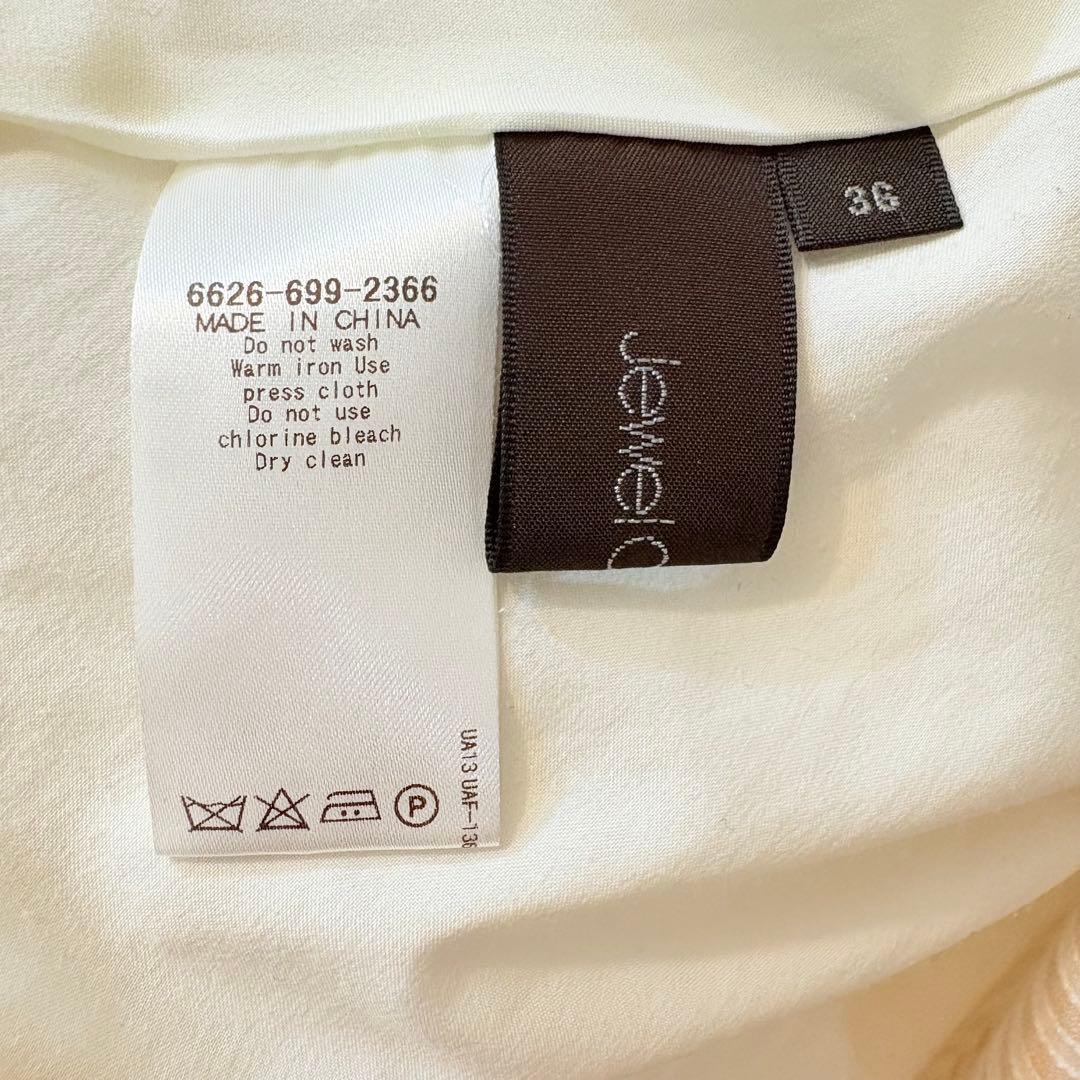 6626-699-2366
MADE IN CHINA
Do not wash
Warm iron Use
press cloth
Do not use
chlorine bleach
Dry clean
UA13 UAF-136
P
Jewel
36